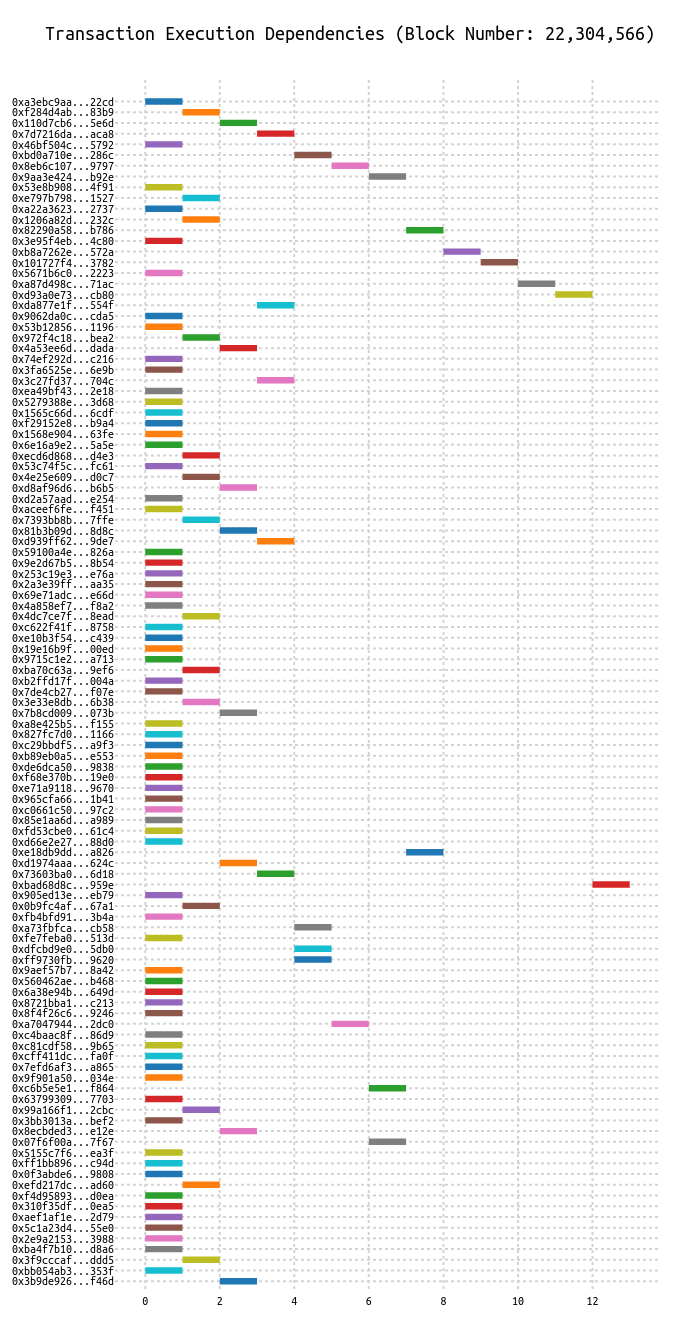 Transaction Execution Dependencies (Block Number: 22,304,566)
0xa3ebc9aa...22cd
0xf284d4ab...83b9
0x110d7cb6...5e6d
0x7d7216da...aca8
0x46bf504c...5792
0xbd0a710e...286c
0x8eb6c107...9797
0x9aa3e424...b92e
0x53e8b908...4f91
0xe797b798...1527
0xa22a3623...2737
0x1206a82d...232c
0x82290a58...b786
0x3e95f4eb...4c80
0xb8a7262e...572a
0x101727f4...3782
0x5671b6c0...2223
0xa87d498c...71ac
0xd93a0e73...cb80
0xda877e1f...554f
0x9062da0c...cda5
0x53b12856...1196
0x972f4c18...bea2
0x4a53ee6d...dada
0x74ef292d...c216
0x3fa6525e...6e9b
0x3c27fd37...704c
0xea49bf43...2e18
0x5279388e...3d68
0x1565c66d...6cdf
0xf29152e8...b9a4
0x1568e904...63fe
0x6e16a9e2...5a5e
0xecd6d868...d4e3
0x53c74f5c...fc61
0x4e25e609...d0c7
0xd8af96d6...b6b5
0xd2a57aad...e254
0xaceef6fe...f451
0x7393bb8b...7ffe
0x81b3b09d...8d8c
0xd939ff62...9de7
0x59100a4e...826a
0x9e2d67b5...8b54
0x253c19e3...e76a
0x2a3e39ff...aa35
0x69e71adc...e66d
0x4a858ef7...f8a2
0x4dc7ce7f...8ead
0xc622f41f...8758
0xe10b3f54...c439
0x19e16b9f...00ed
0x9715c1e2...a713
0xba70c63a...9ef6
0xb2ffd17f...004a
0x7de4cb27...f07e
0x3e33e8db...6b38
0x7b8cd009...073b
0xa8e425b5...f155
0x827fc7d0...1166
0xc29bbdf5...a9f3
0xb89eb0a5...e553
0xde6dca50...9838
0xf68e370b...19e0
0xe71a9118...9670
0x965cfa66...1b41
0xc0661c50...97c2
0x85e1aa6d...a989
0xfd53cbe0...61c4
0xd66e2e27...88d0
0xe18db9dd...a826
0xd1974aaa...624c
0x73603ba0...6d18
0xbad68d8c...959e
0x905ed13e...eb79
0x0b9fc4af...67a1
0xfb4bfd91...3b4a
0xa73fbfca...cb58
0xfe7feba0...513d
0xdfcbd9e0...5db0
0xff9730fb...9620
0x9aef57b7...8a42
0x560462ae...b468
0x6a38e94b...649d
0x8721bba1...c213
0x8f4f26c6...9246
0xa7047944...2dc0
0xc4baac8f...86d9
0xc81cdf58...9b65
0xcff411dc...fa0f
0x7efd6af3...a865
0x9f901a50...034e
0xc6b5e5e1...f864
0x63799309...7703
0x99a166f1...2cbc
0x3bb3013a...bef2
0x8ecbded3...e12e
0x07f6f00a...7f67
0x5155c7f6...ea3f
0xff1bb896...c94d
0x0f3abde6...9808
0xefd217dc...ad60
0xf4d95893...d0ea
0x310f35df...0ea5
0xaef1af1e...2d79
0x5c1a23d4...55e0
0x2e9a2153...3988
0xba4f7b10...d8a6
0x3f9cccaf...ddd5
0xbb054ab3...353f
0x3b9de926...f46d
0 2 4 6 8 10 12